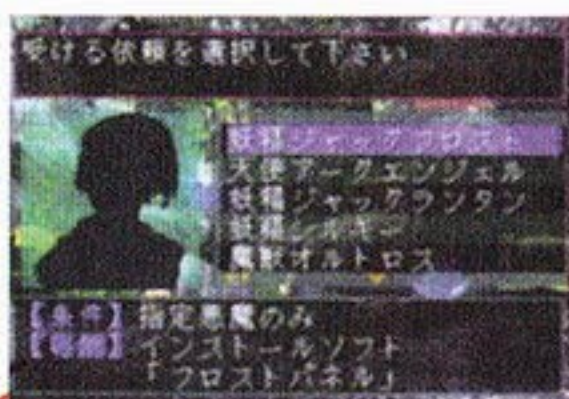 受ける依頼を選択して下さい
妖精ジャックフロスト
天使アークエンジェル
妖精ジャックランタン
妖精シルキー
魔獣オルトロス
【条件】指定悪魔のみ
【報酬】インストールソフト
「フロストパネル」